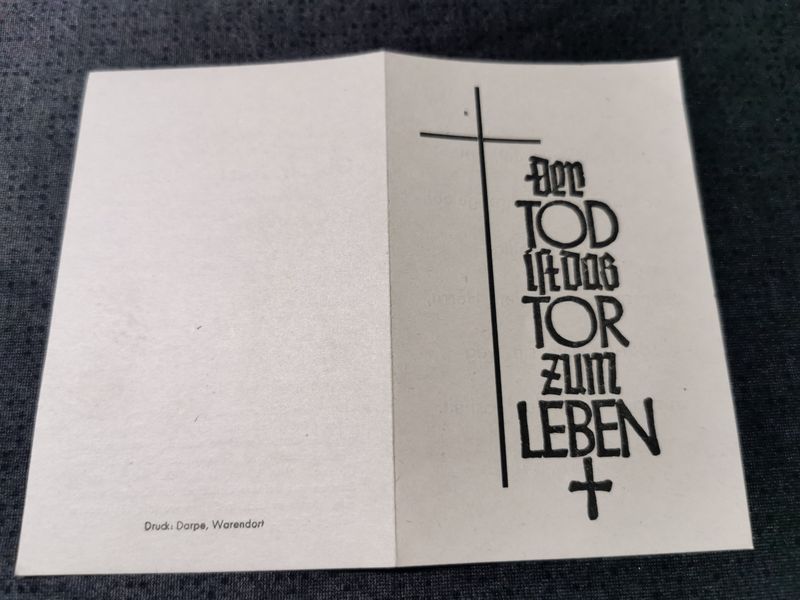 Der
TOD
ist das
TOR
zum
LEBEN
Druck: Darpe, Warendorf